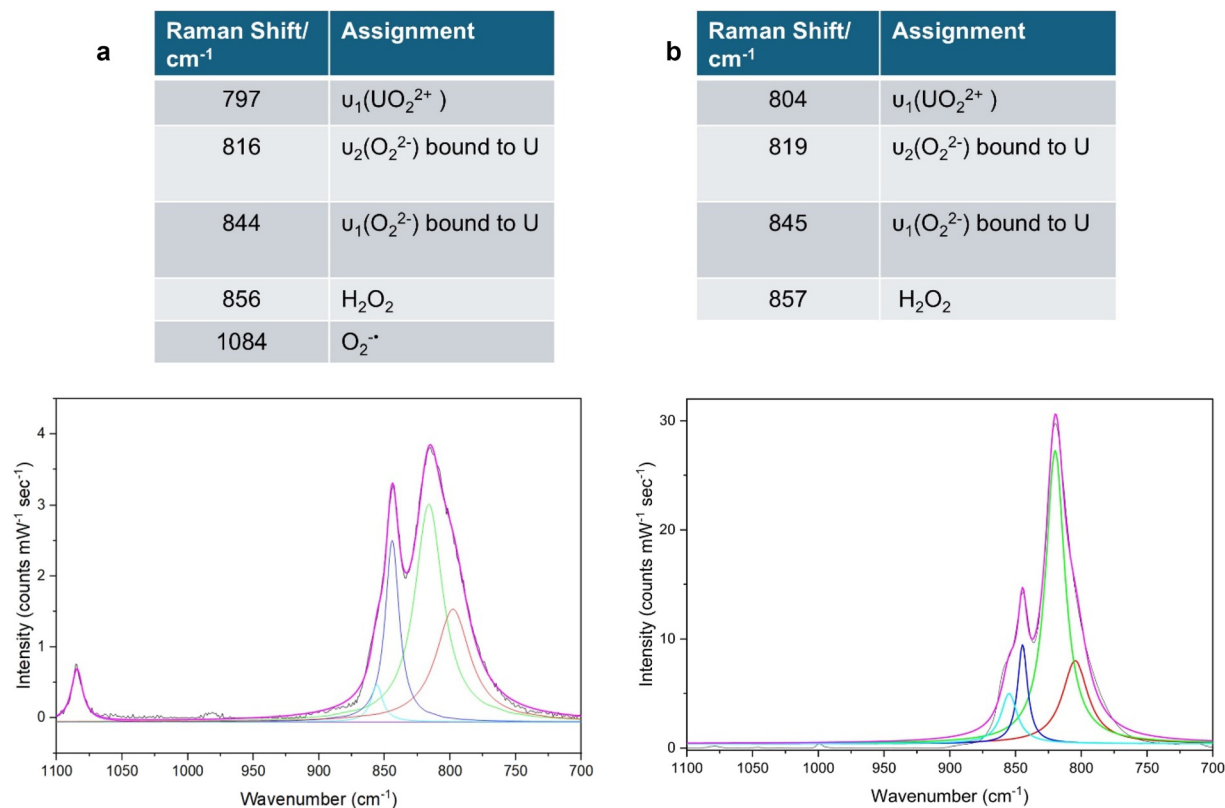 a
Raman Shift/ Assignment
cm⁻¹
797 υ₁(UO₂²⁺ )
816 υ₂(O₂²⁻) bound to U
844 υ₁(O₂²⁻) bound to U
856 H₂O₂
1084 O₂⁻•
b
Raman Shift/ Assignment
cm⁻¹
804 υ₁(UO₂²⁺ )
819 υ₂(O₂²⁻) bound to U
845 υ₁(O₂²⁻) bound to U
857 H₂O₂
Intensity (counts mW⁻¹ sec⁻¹)
4
3
2
1
0
1100 1050 1000 950 900 850 800 750 700
Wavenumber (cm⁻¹)
Intensity (counts mW⁻¹ sec⁻¹)
30
20
10
0
1100 1050 1000 950 900 850 800 750 700
Wavenumber (cm⁻¹)